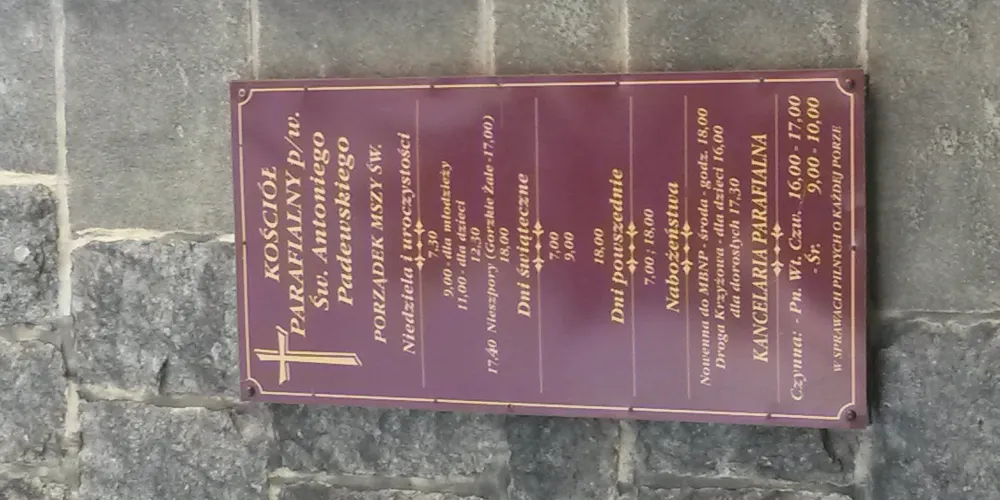 KOŚCIÓŁ
PARAFIALNY p/w.
Św. Antoniego
Padewskiego
PORZĄDEK MSZY ŚW.
Niedziela i uroczystości
7,30
9,00 - dla młodzieży
11,00 - dla dzieci
12,30
17,40 Nieszpory (Gorzkie Żale -17,00)
18,00
Dni świąteczne
7,00
9,00
18,00
Dni powszednie
7,00 ; 18,00
Nabożeństwa
Nowenna do MBNP - środa - godz. 18,00
Droga Krzyżowa - dla dzieci 16,00
dla dorosłych 17,30
KANCELARIA PARAFIALNA
Czynna: - Pn. Wt. Czw. 16,00 - 17,00
- Śr. 9,00 - 10,00
W SPRAWACH PILNYCH O KAŻDEJ PORZE